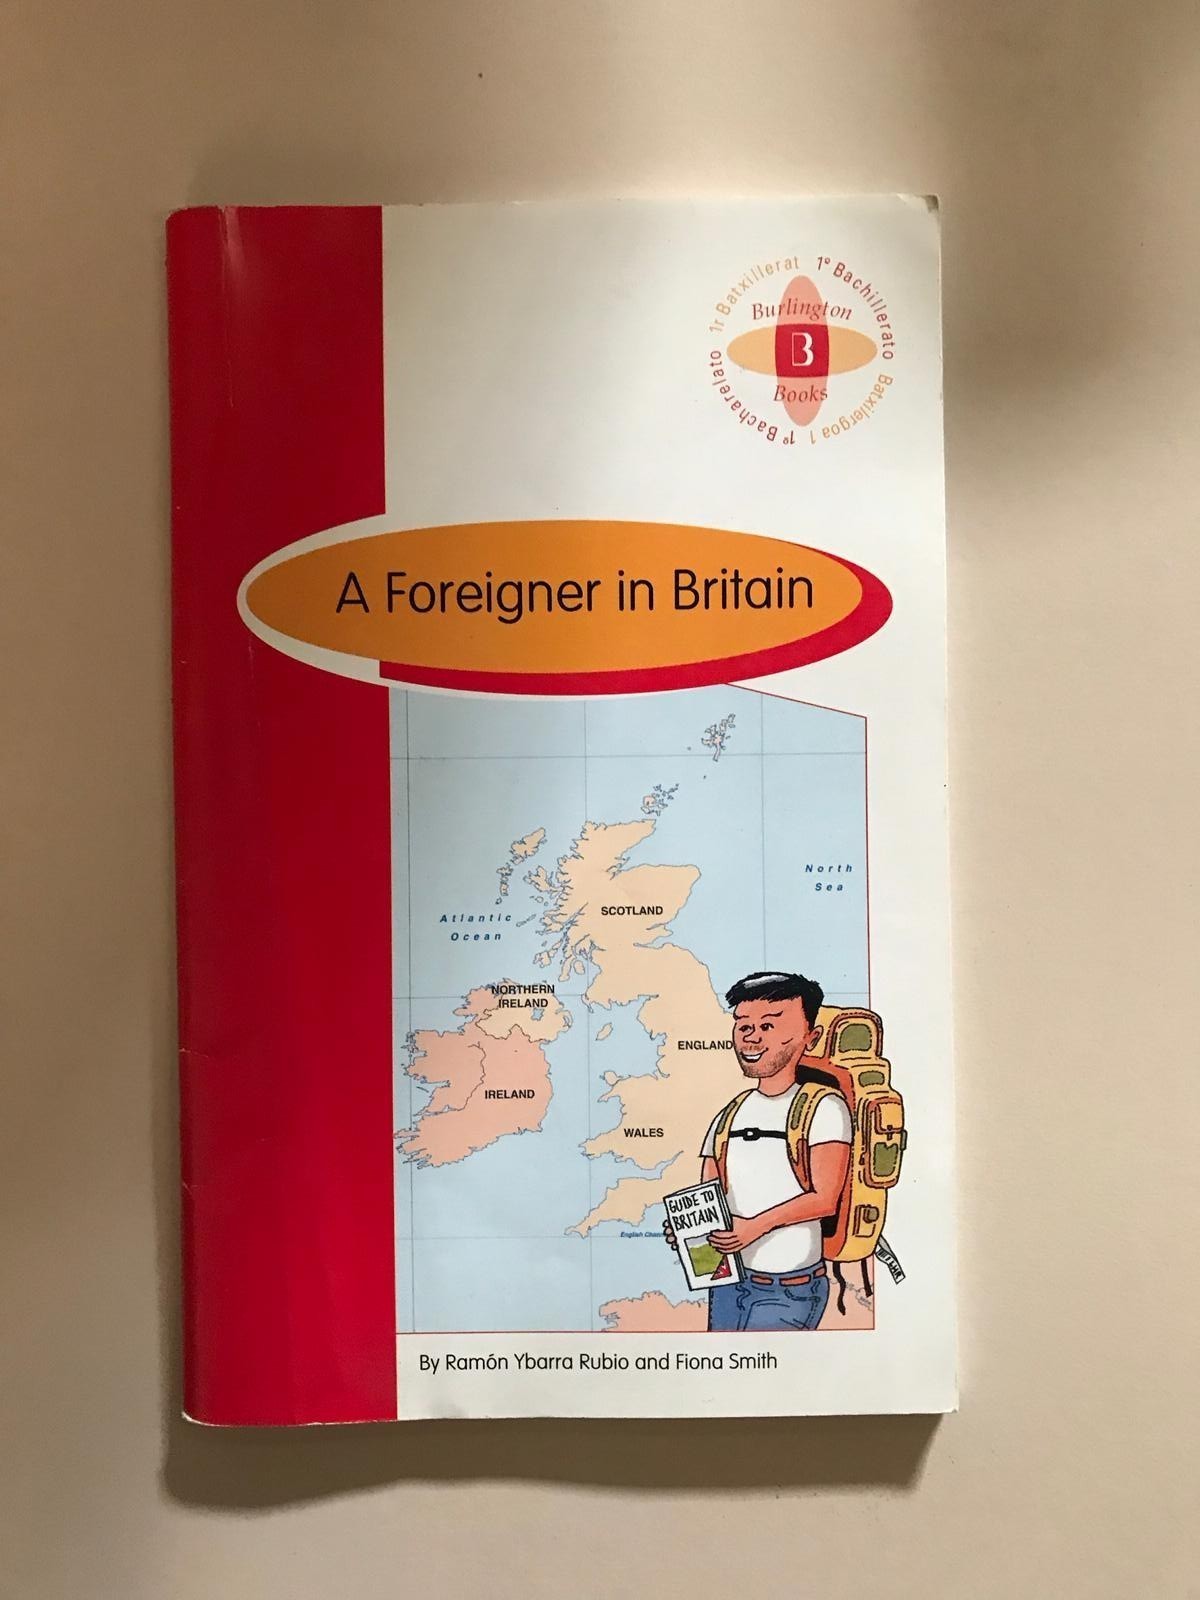 1r Batxillerat
1º Bachillerato
Batxilergoa 1
1º Bacharelato
Burlington
B
Books
A Foreigner in Britain
North
Sea
Atlantic
Ocean
SCOTLAND
NORTHERN
IRELAND
ENGLAND
IRELAND
WALES
GUIDE TO
BRITAIN
English
By Ramón Ybarra Rubio and Fiona Smith